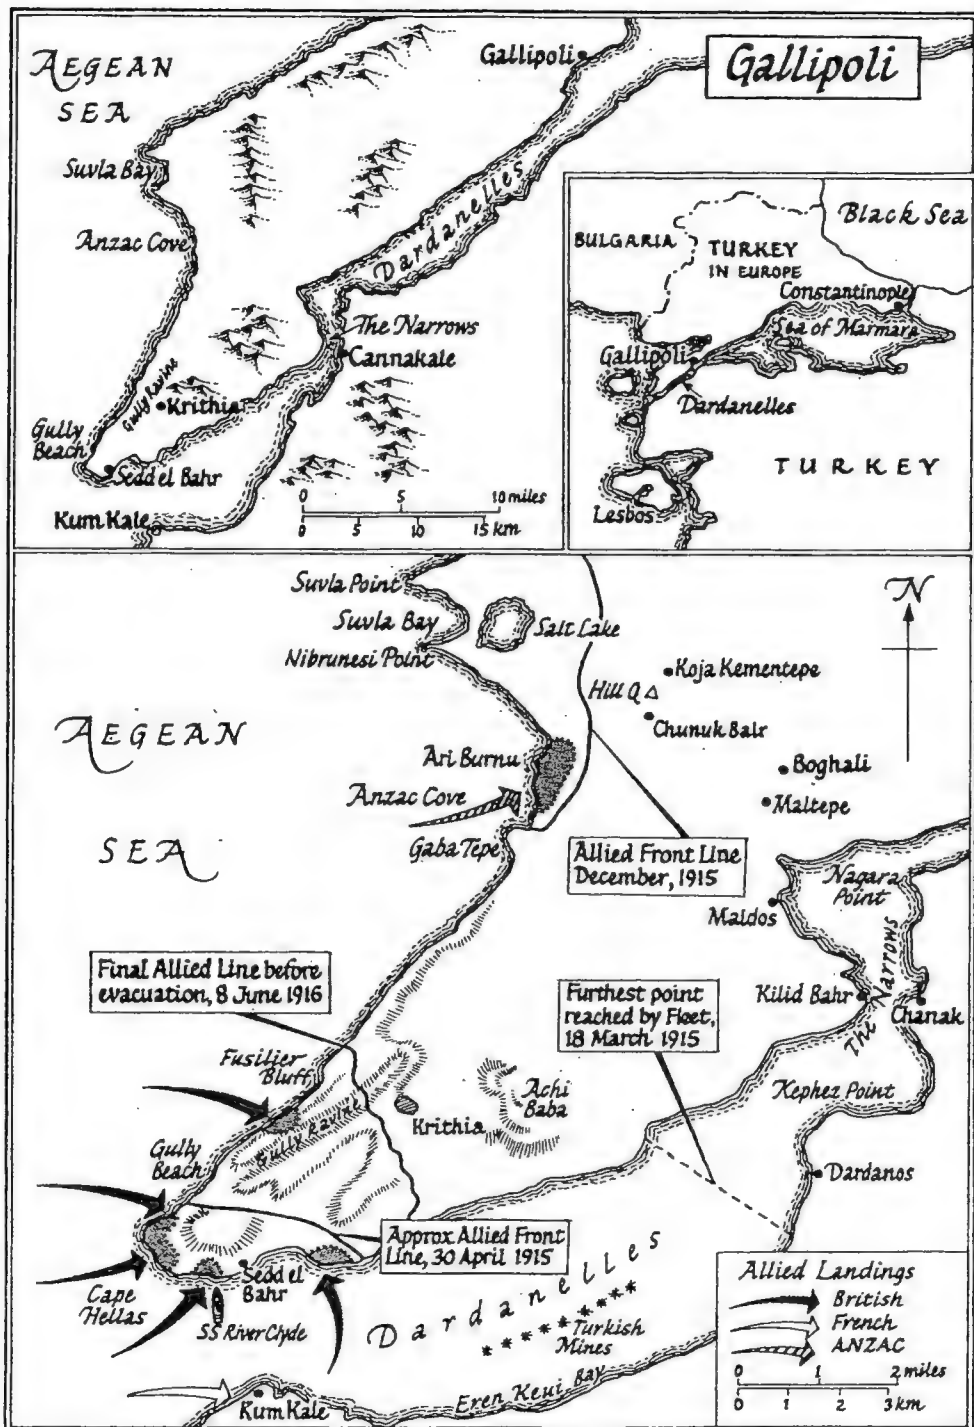 Gallipoli
AEGEAN
SEA
Gallipoli
Suvla Bay
Anzac Cove
Dardanelles
The Narrows
Cannakale
Gully Ravine
Krithia
Gully
Beach
Sedd el Bahr
Kum Kale
0 5 10 miles
0 5 10 15 km
Black Sea
BULGARIA
TURKEY
IN EUROPE
Constantinople
Sea of Marmara
Gallipoli
Dardanelles
TURKEY
Lesbos
Suvla Point
Suvla Bay
Salt Lake
Nibrunesi Point
N
Koja Kementepe
Hill Q
Chunuk Bair
AEGEAN
SEA
Ari Burnu
Boghali
Anzac Cove
Maltepe
Gaba Tepe
Allied Front Line
December, 1915
Nagara
Point
Maldos
Final Allied Line before
evacuation, 8 June 1916
Furthest point
reached by Fleet,
18 March 1915
Kilid Bahr
The Narrows
Chanak
Fusilier
Bluff
Gully Ravine
Krithia
Achi
Baba
Kephez Point
Gully
Beach
Dardanos
Approx Allied Front
Line, 30 April 1915
Cape
Hellas
Sedd el
Bahr
SS River Clyde
Dardanelles
Turkish
Mines
Eren Keui Bay
Kum Kale
Allied Landings
British
French
ANZAC
0 1 2 miles
0 1 2 3 km